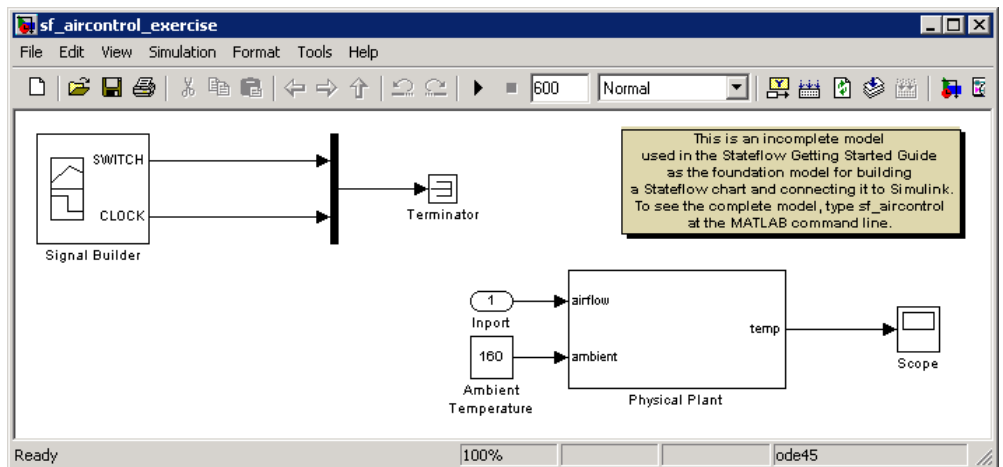 sf_aircontrol_exercise
File Edit View Simulation Format Tools Help
600 Normal
SWITCH
CLOCK
Signal Builder
Terminator
This is an incomplete model
used in the Stateflow Getting Started Guide
as the foundation model for building
a Stateflow chart and connecting it to Simulink.
To see the complete model, type sf_aircontrol
at the MATLAB command line.
1
Inport
160
Ambient
Temperature
airflow
ambient
temp
Physical Plant
Scope
Ready 100% ode45